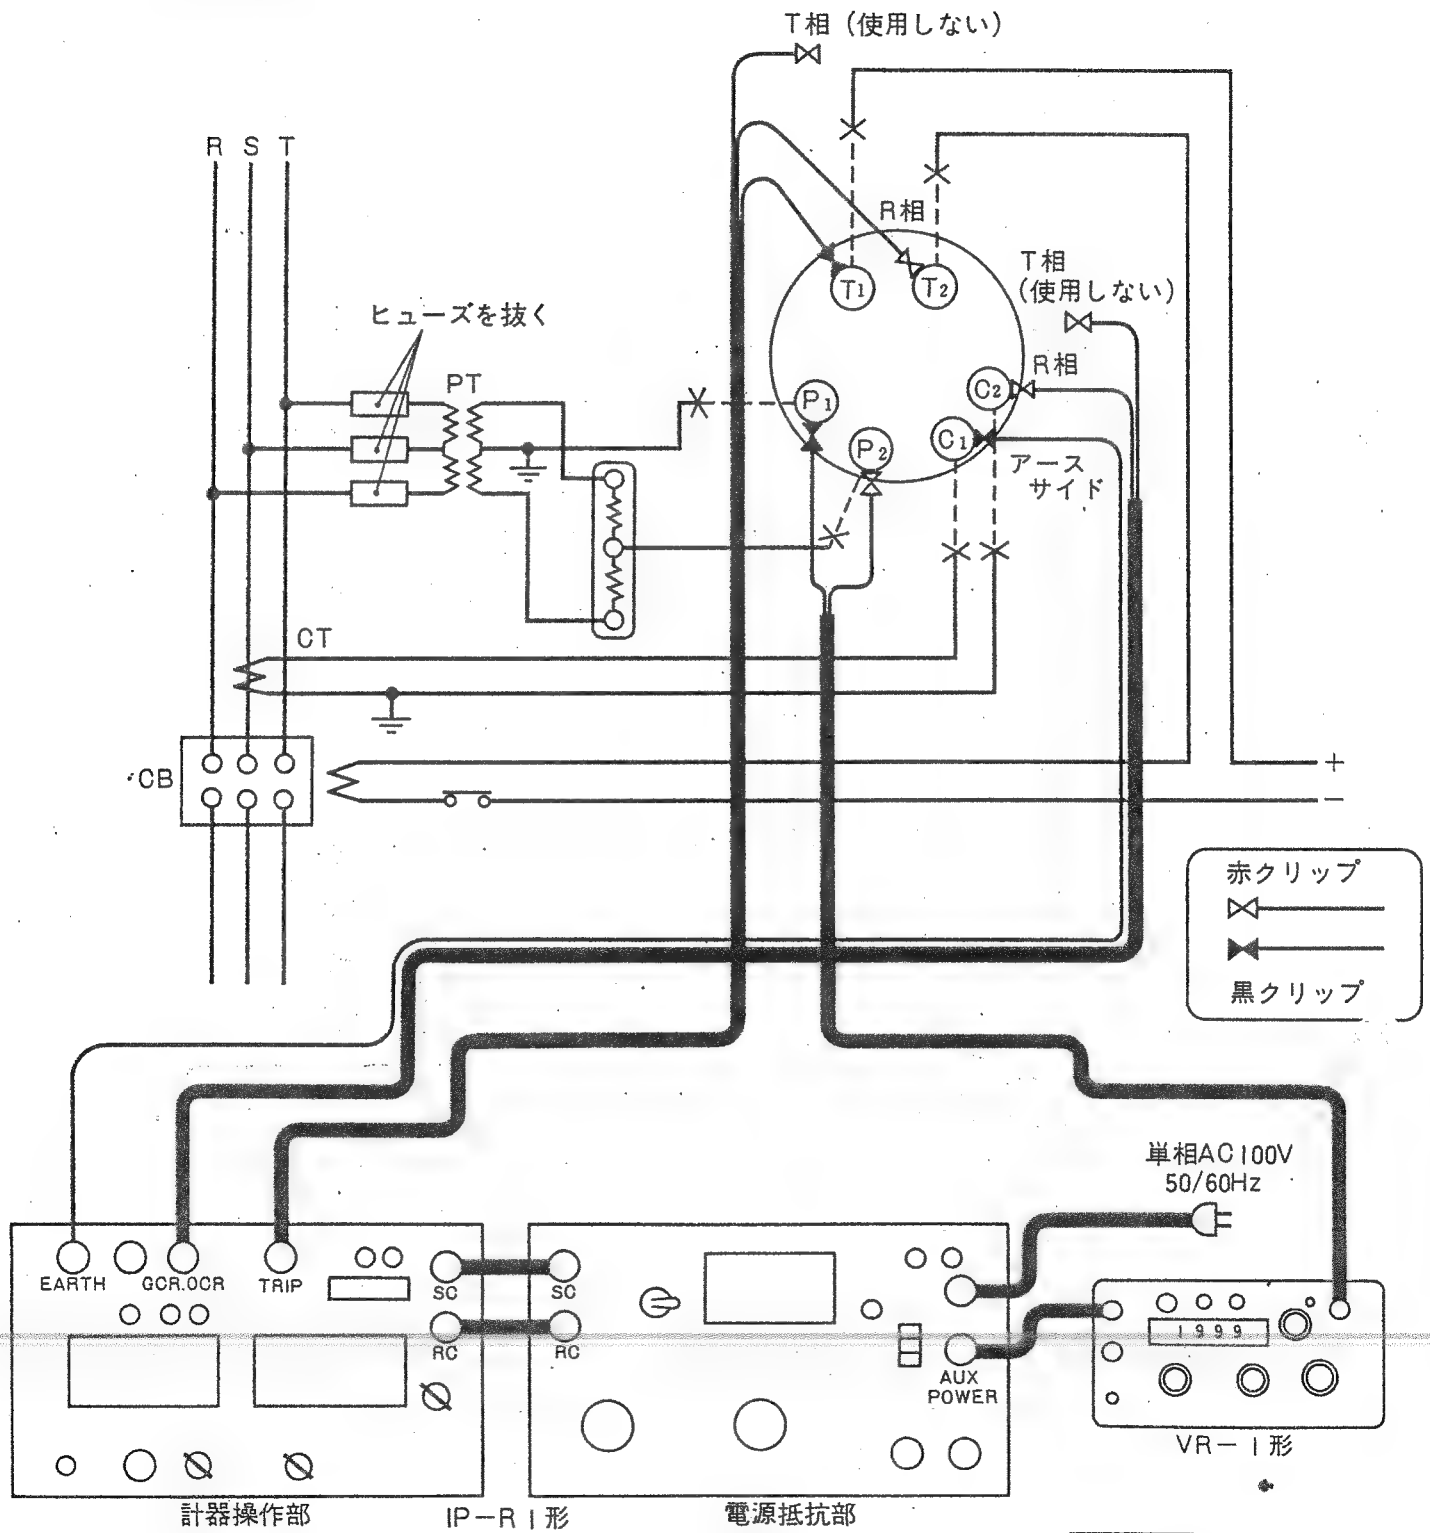 T相（使用しない）
R S T
R相
T1
T2
T相
（使用しない）
ヒューズを抜く
R相
PT
P1
C2
P2
C1
アース
サイド
CT
CB
+
−
赤クリップ
黒クリップ
単相AC100V
50/60Hz
EARTH
GCR.OCR
TRIP
SC
SC
RC
RC
AUX
POWER
1999
VR－1形
計器操作部
IP－R1形
電源抵抗部